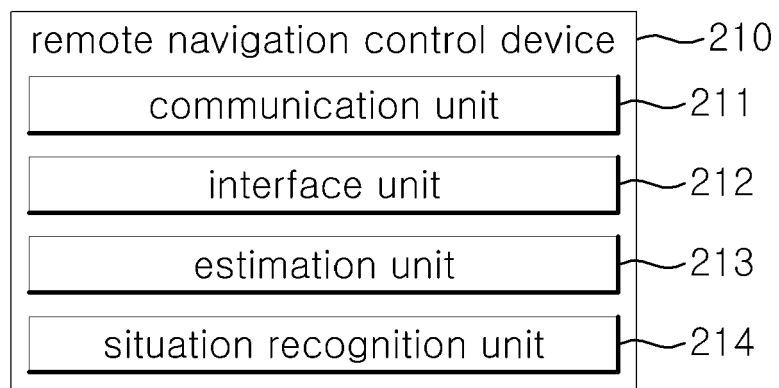 remote navigation control device 210
communication unit 211
interface unit 212
estimation unit 213
situation recognition unit 214